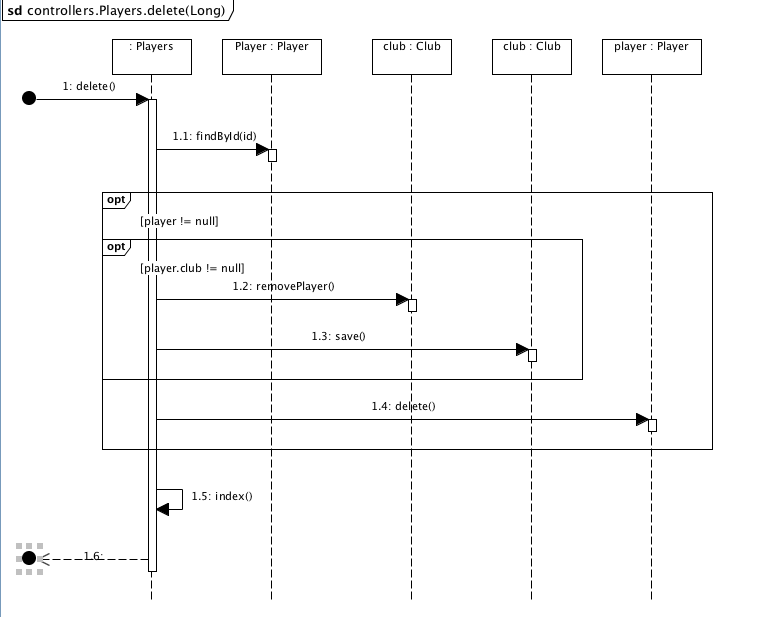 sd controllers.Players.delete(Long)
: Players
Player : Player
club : Club
club : Club
player : Player
1: delete()
1.1: findById(id)
opt
[player != null]
opt
[player.club != null]
1.2: removePlayer()
1.3: save()
1.4: delete()
1.5: index()
1.6: